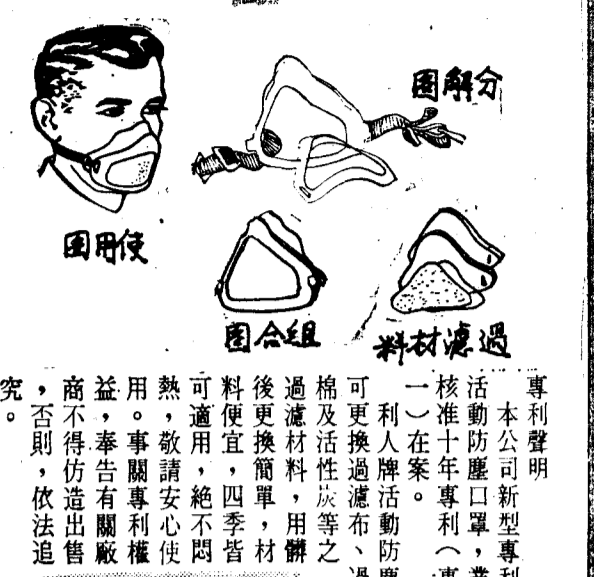 圖解分
圖用使
圖合組
料材濾過
專利聲明
本公司新型專利
活動防塵口罩，業
核准十年專利（專
一）在案。
利人牌活動防塵
可更換過濾布、過
棉及活性炭等之
過濾材料，用髒
後更換簡單，材
料便宜，四季皆
可適用，絕不悶
熱，敬請安心使
用。事關專利權
益，奉告有關廠
商不得仿造出售
，否則，依法追
究。